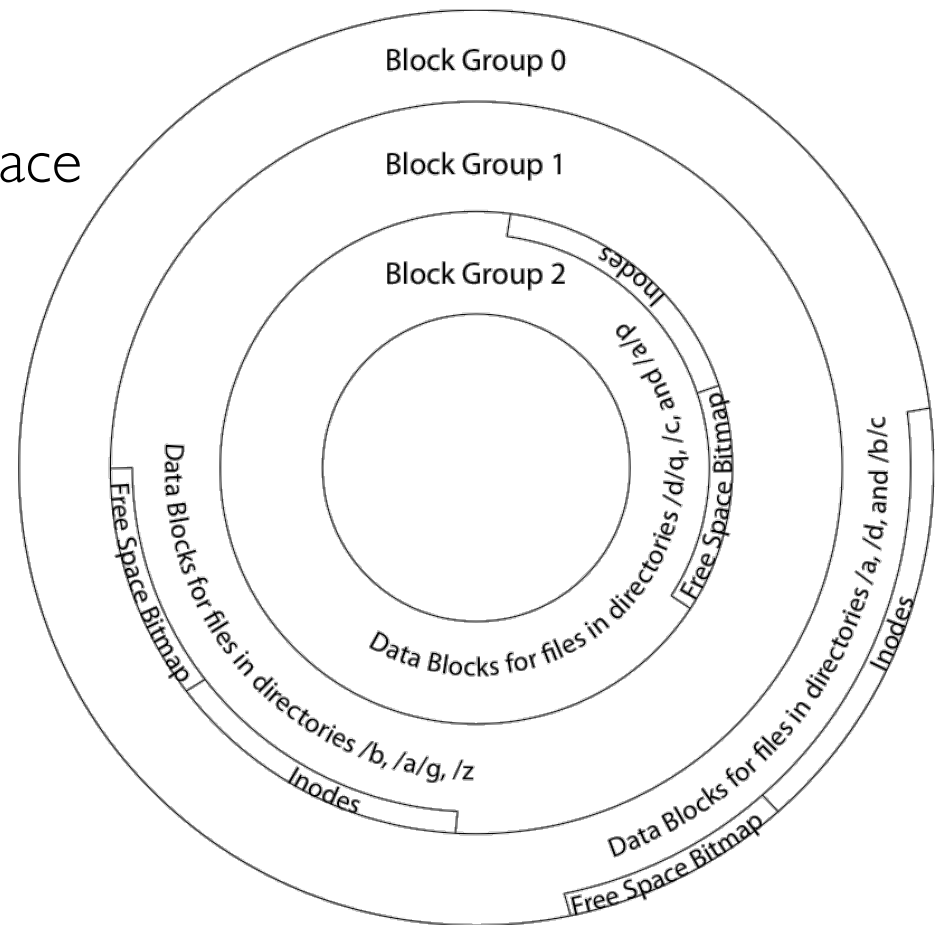 Block Group 0
ace
Block Group 1
Block Group 2
Inodes
Free Space Bitmap
Data Blocks for files in directories /d/q, /c, and /a/p
Free Space Bitmap
Inodes
Data Blocks for files in directories /b, /a/g, /z
Inodes
Free Space Bitmap
Data Blocks for files in directories /a, /d, and /b/c